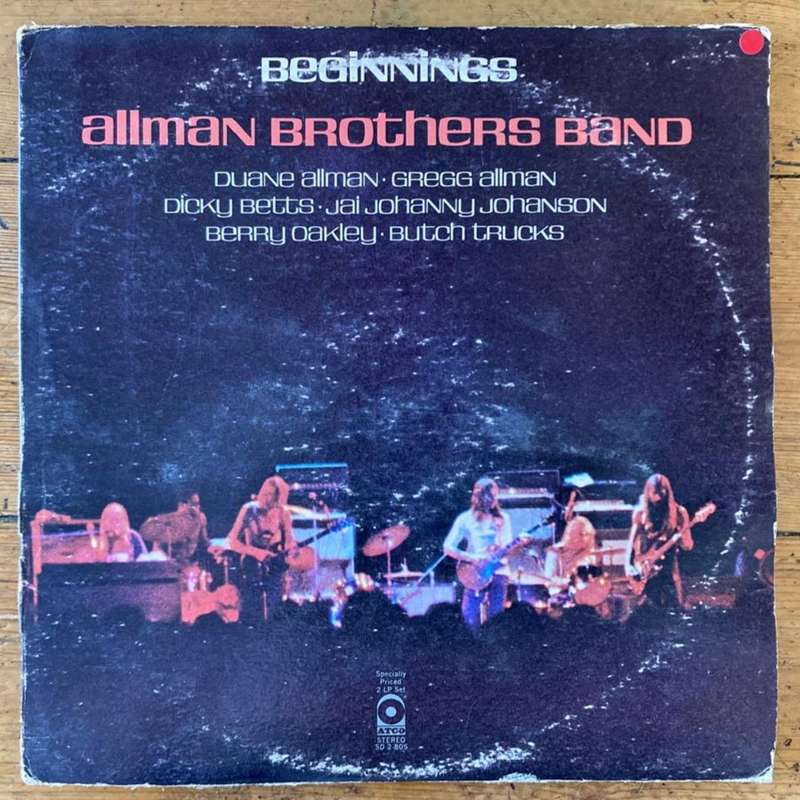 BEGINNINGS
allman BROTHERS BAND
DUANE allman · GREGG allman
DICKY BETTS · Jai JOHANNY JOHANSON
BERRY OAKLEY · BUTCH TRUCKS
Specially
Priced
2 LP Set
ATCO
STEREO
SD 2-805